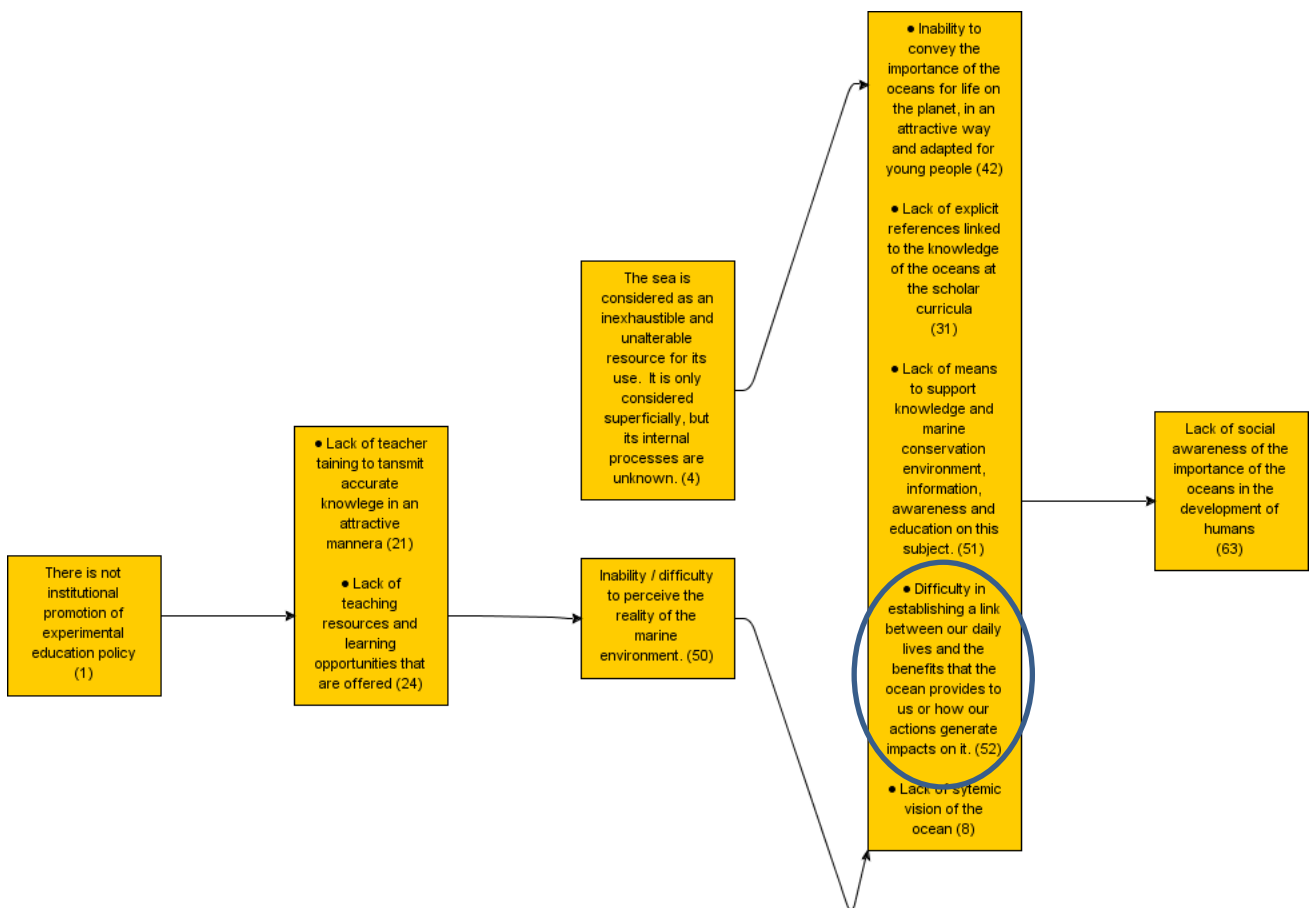 There is not
institutional
promotion of
experimental
education policy
(1)
● Lack of teacher
taining to tansmit
accurate
knowlege in an
attractive
mannera (21)
● Lack of
teaching
resources and
learning
opportunities that
are offered (24)
The sea is
considered as an
inexhaustible and
unalterable
resource for its
use. It is only
considered
superficially, but
its internal
processes are
unknown. (4)
Inability / difficulty
to perceive the
reality of the
marine
environment. (50)
● Inability to
convey the
importance of the
oceans for life on
the planet, in an
attractive way
and adapted for
young people (42)
● Lack of explicit
references linked
to the knowledge
of the oceans at
the scholar
curricula
(31)
● Lack of means
to support
knowledge and
marine
conservation
environment,
information,
awareness and
education on this
subject. (51)
● Difficulty in
establishing a link
between our daily
lives and the
benefits that the
ocean provides to
us or how our
actions generate
impacts on it. (52)
● Lack of sytemic
vision of the
ocean (8)
Lack of social
awareness of the
importance of the
oceans in the
development of
humans
(63)